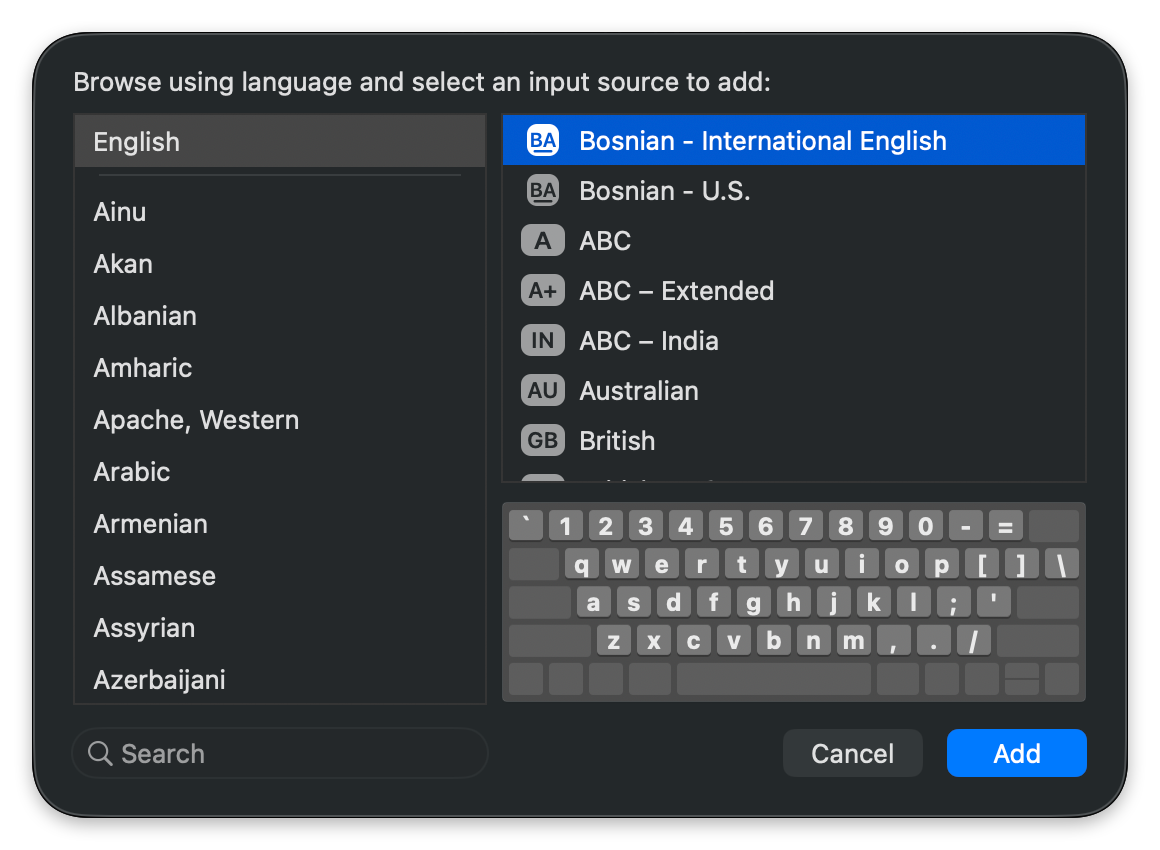 Browse using language and select an input source to add:
English
Ainu
Akan
Albanian
Amharic
Apache, Western
Arabic
Armenian
Assamese
Assyrian
Azerbaijani
Search
BA Bosnian - International English
BA Bosnian - U.S.
A ABC
A+ ABC – Extended
IN ABC – India
AU Australian
GB British
` 1 2 3 4 5 6 7 8 9 0 - =
q w e r t y u i o p [ ] \
a s d f g h j k l ; '
z x c v b n m , . /
Cancel Add